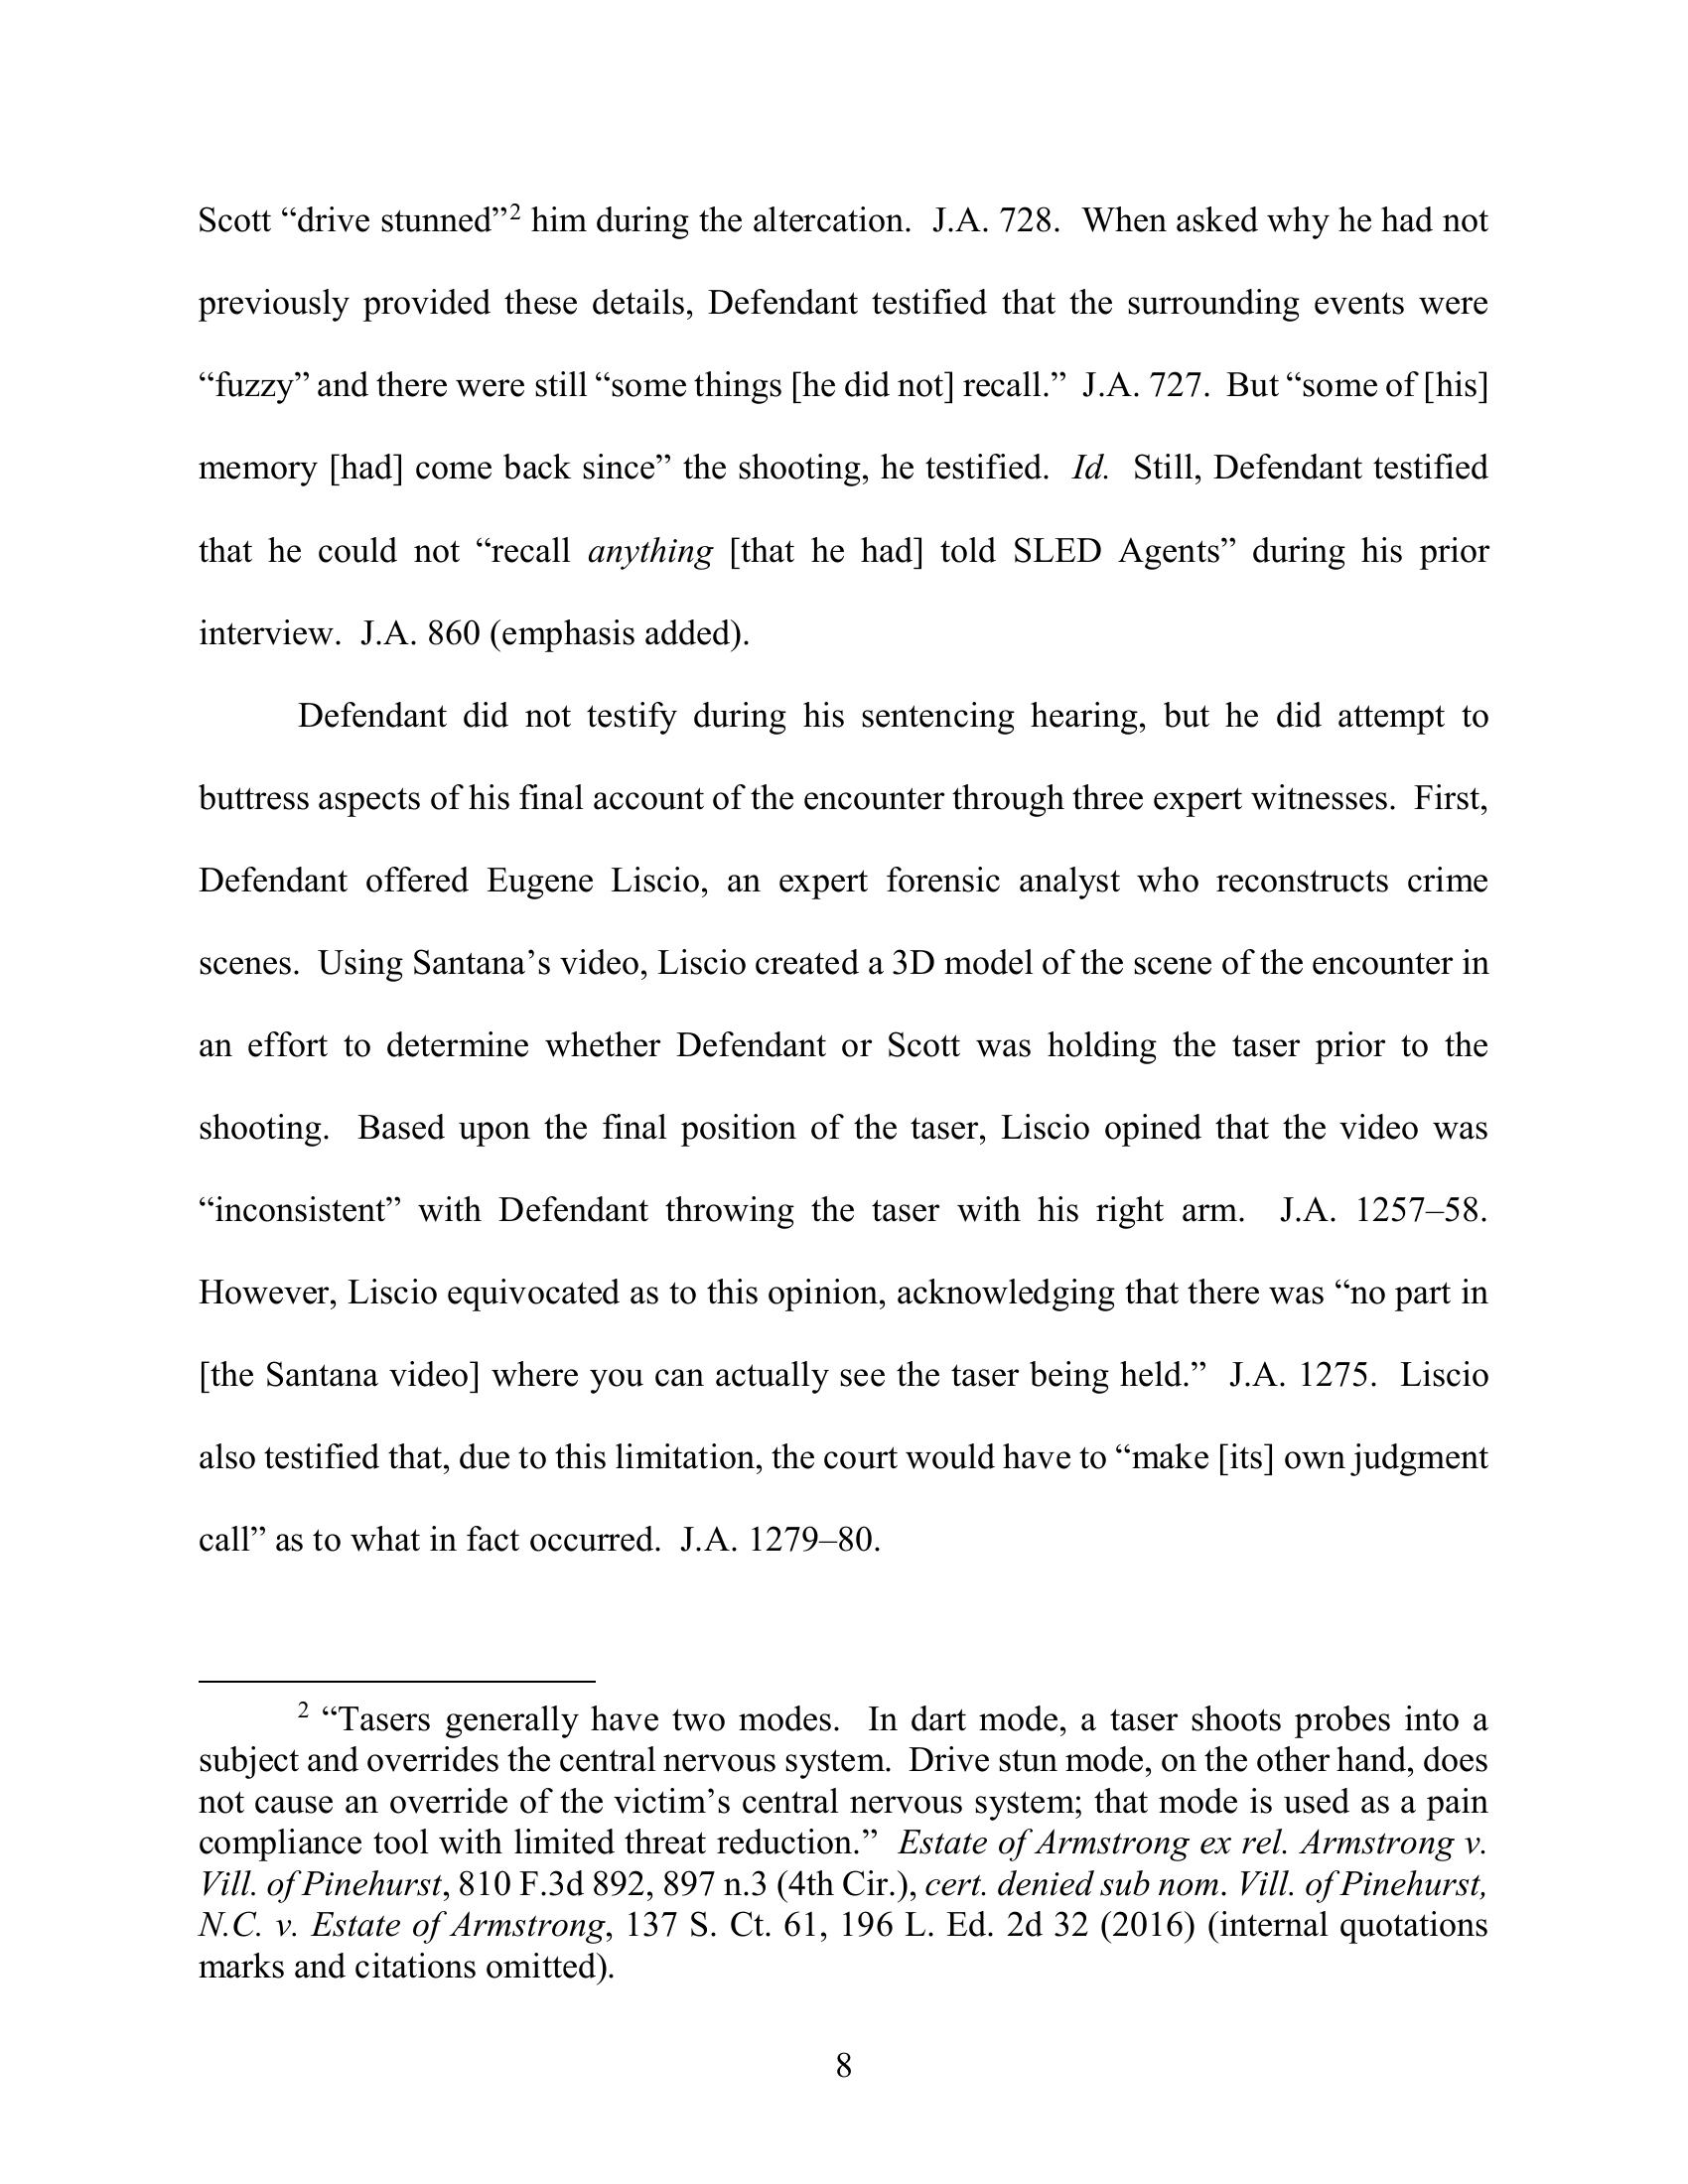 Scott “drive stunned”2 him during the altercation.  J.A. 728.  When asked why he had not
previously provided these details, Defendant testified that the surrounding events were
“fuzzy” and there were still “some things [he did not] recall.”  J.A. 727.  But “some of [his]
memory [had] come back since” the shooting, he testified.  Id.  Still, Defendant testified
that he could not “recall anything [that he had] told SLED Agents” during his prior
interview.  J.A. 860 (emphasis added).
Defendant did not testify during his sentencing hearing, but he did attempt to
buttress aspects of his final account of the encounter through three expert witnesses.  First,
Defendant offered Eugene Liscio, an expert forensic analyst who reconstructs crime
scenes.  Using Santana’s video, Liscio created a 3D model of the scene of the encounter in
an effort to determine whether Defendant or Scott was holding the taser prior to the
shooting.  Based upon the final position of the taser, Liscio opined that the video was
“inconsistent” with Defendant throwing the taser with his right arm.  J.A. 1257–58.
However, Liscio equivocated as to this opinion, acknowledging that there was “no part in
[the Santana video] where you can actually see the taser being held.”  J.A. 1275.  Liscio
also testified that, due to this limitation, the court would have to “make [its] own judgment
call” as to what in fact occurred.  J.A. 1279–80.
2 “Tasers generally have two modes.  In dart mode, a taser shoots probes into a
subject and overrides the central nervous system.  Drive stun mode, on the other hand, does
not cause an override of the victim’s central nervous system; that mode is used as a pain
compliance tool with limited threat reduction.”  Estate of Armstrong ex rel. Armstrong v.
Vill. of Pinehurst, 810 F.3d 892, 897 n.3 (4th Cir.), cert. denied sub nom. Vill. of Pinehurst,
N.C. v. Estate of Armstrong, 137 S. Ct. 61, 196 L. Ed. 2d 32 (2016) (internal quotations
marks and citations omitted).
8